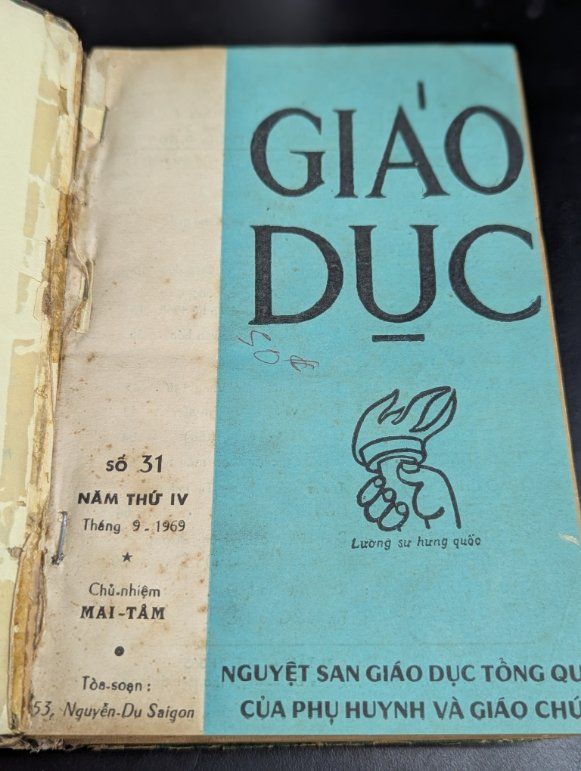 GIÁO
DỤC
SỐ 31
NĂM THỨ IV
Tháng 9 - 1969
Chủ-nhiệm
MAI-TÂM
Tòa-soạn :
53, Nguyễn-Du Saigon
Lương sư hưng quốc
NGUYỆT SAN GIÁO DỤC TỔNG QU
CỦA PHỤ HUYNH VÀ GIÁO CHỨ